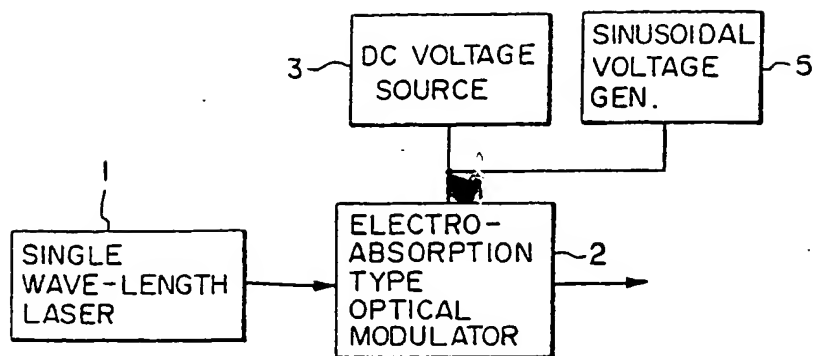 3
DC VOLTAGE
SOURCE
SINUSOIDAL
VOLTAGE
GEN.
5
1
SINGLE
WAVE-LENGTH
LASER
ELECTRO-
ABSORPTION
TYPE
OPTICAL
MODULATOR
2